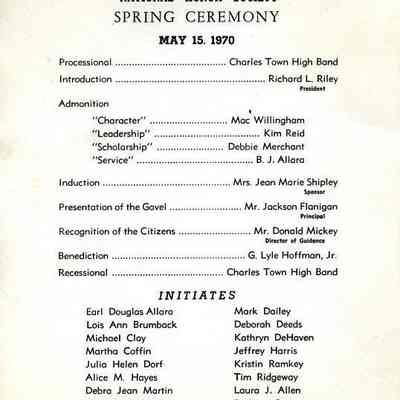 NATIONAL HONOR SOCIETY
SPRING CEREMONY
MAY 15, 1970
Processional ........ Charles Town High Band
Introduction ........ Richard L. Riley
President
Admonition
"Character" ........ Mac Willingham
"Leadership" ........ Kim Reid
"Scholarship" ........ Debbie Merchant
"Service" ........ B. J. Allara
Induction ........ Mrs. Jean Marie Shipley
Sponsor
Presentation of the Gavel ........ Mr. Jackson Flanigan
Principal
Recognition of the Citizens ........ Mr. Donald Mickey
Director of Guidance
Benediction ........ G. Lyle Hoffman, Jr.
Recessional ........ Charles Town High Band
INITIATES
Earl Douglas Allara Mark Dailey
Lois Ann Brumback Deborah Deeds
Michael Clay Kathryn DeHaven
Martha Coffin Jeffrey Harris
Julia Helen Dorf Kristin Ramkey
Alice M. Hayes Tim Ridgeway
Debra Jean Martin Laura J. Allen